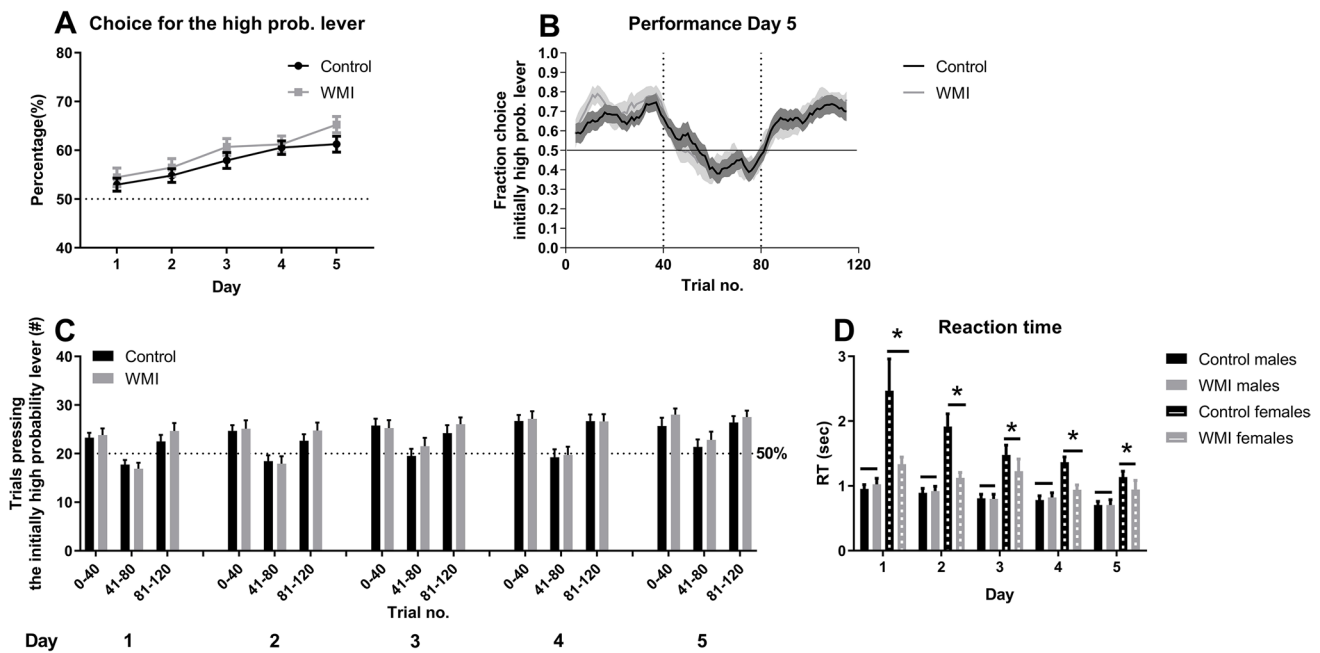 A Choice for the high prob. lever
Percentage(%)
80
70
60
50
40
1 2 3 4 5
Day
Control
WMI
B Performance Day 5
Fraction choice
initially high prob. lever
1.0
0.9
0.8
0.7
0.6
0.5
0.4
0.3
0.2
0.1
0.0
0 40 80 120
Trial no.
Control
WMI
C
Trials pressing
the initially high probability lever (#)
40
30
20
10
0
Control
WMI
50%
0-40 41-80 81-120 0-40 41-80 81-120 0-40 41-80 81-120 0-40 41-80 81-120 0-40 41-80 81-120
Trial no.
Day 1 2 3 4 5
D Reaction time
RT (sec)
3
2
1
0
* * * * *
1 2 3 4 5
Day
Control males
WMI males
Control females
WMI females